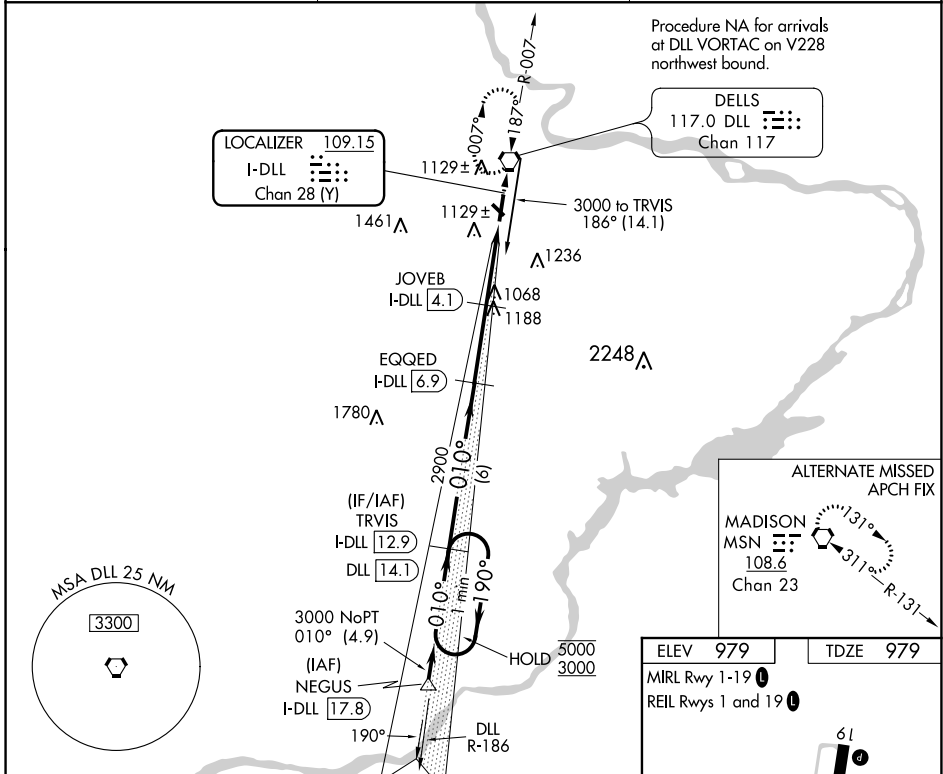 Procedure NA for arrivals
at DLL VORTAC on V228
northwest bound.
R-007
187°
007°
DELLS
117.0 DLL
Chan 117
LOCALIZER 109.15
I-DLL
Chan 28 (Y)
1129±
1129±
1461
3000 to TRVIS
186° (14.1)
1236
JOVEB
I-DLL 4.1
1068
1188
EQQED
I-DLL 6.9
2248
1780
2900
010°
(6)
(IF/IAF)
TRVIS
I-DLL 12.9
DLL 14.1
010°
1 min
190°
3000 NoPT
010° (4.9)
HOLD 5000
3000
(IAF)
NEGUS
I-DLL 17.8
190°
DLL
R-186
MSA DLL 25 NM
3300
ALTERNATE MISSED
APCH FIX
MADISON
MSN
108.6
Chan 23
131°
311°
R-131
ELEV 979
TDZE 979
MIRL Rwy 1-19 L
REIL Rwys 1 and 19 L
19
P